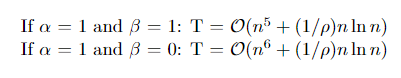 If α = 1 and β = 1: T = 𝒪(n⁵ + (1/ρ)n ln n)
If α = 1 and β = 0: T = 𝒪(n⁶ + (1/ρ)n ln n)